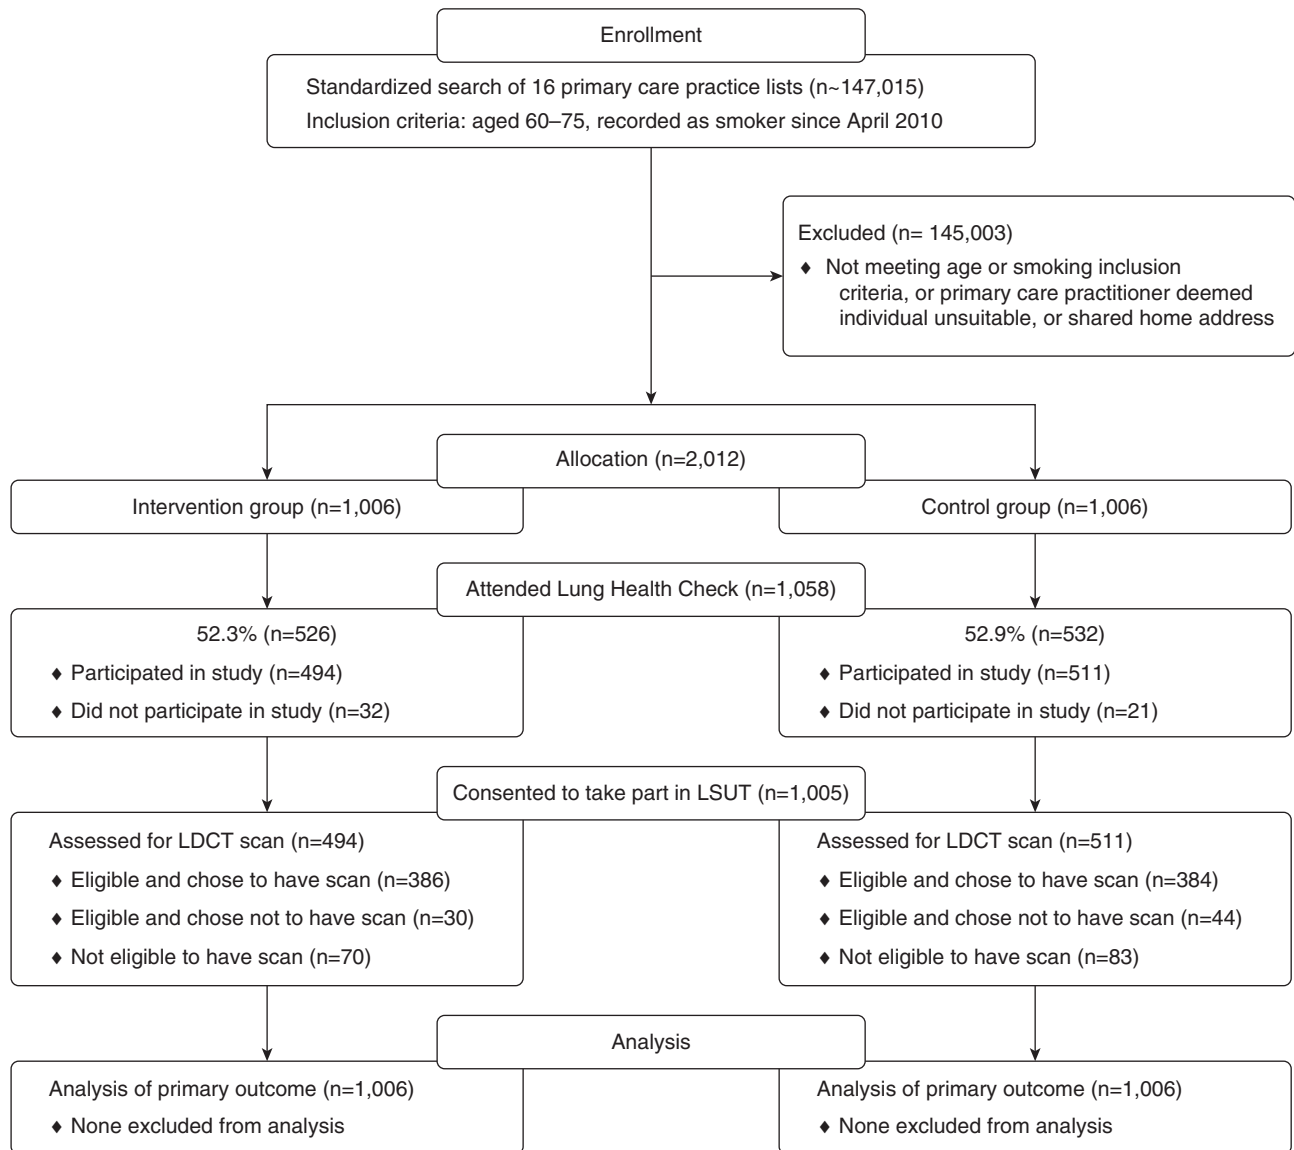 Enrollment
Standardized search of 16 primary care practice lists (n~147,015)
Inclusion criteria: aged 60–75, recorded as smoker since April 2010
Excluded (n= 145,003)
♦ Not meeting age or smoking inclusion
criteria, or primary care practitioner deemed
individual unsuitable, or shared home address
Allocation (n=2,012)
Intervention group (n=1,006)
Control group (n=1,006)
Attended Lung Health Check (n=1,058)
52.3% (n=526)
♦ Participated in study (n=494)
♦ Did not participate in study (n=32)
52.9% (n=532)
♦ Participated in study (n=511)
♦ Did not participate in study (n=21)
Consented to take part in LSUT (n=1,005)
Assessed for LDCT scan (n=494)
♦ Eligible and chose to have scan (n=386)
♦ Eligible and chose not to have scan (n=30)
♦ Not eligible to have scan (n=70)
Assessed for LDCT scan (n=511)
♦ Eligible and chose to have scan (n=384)
♦ Eligible and chose not to have scan (n=44)
♦ Not eligible to have scan (n=83)
Analysis
Analysis of primary outcome (n=1,006)
♦ None excluded from analysis
Analysis of primary outcome (n=1,006)
♦ None excluded from analysis